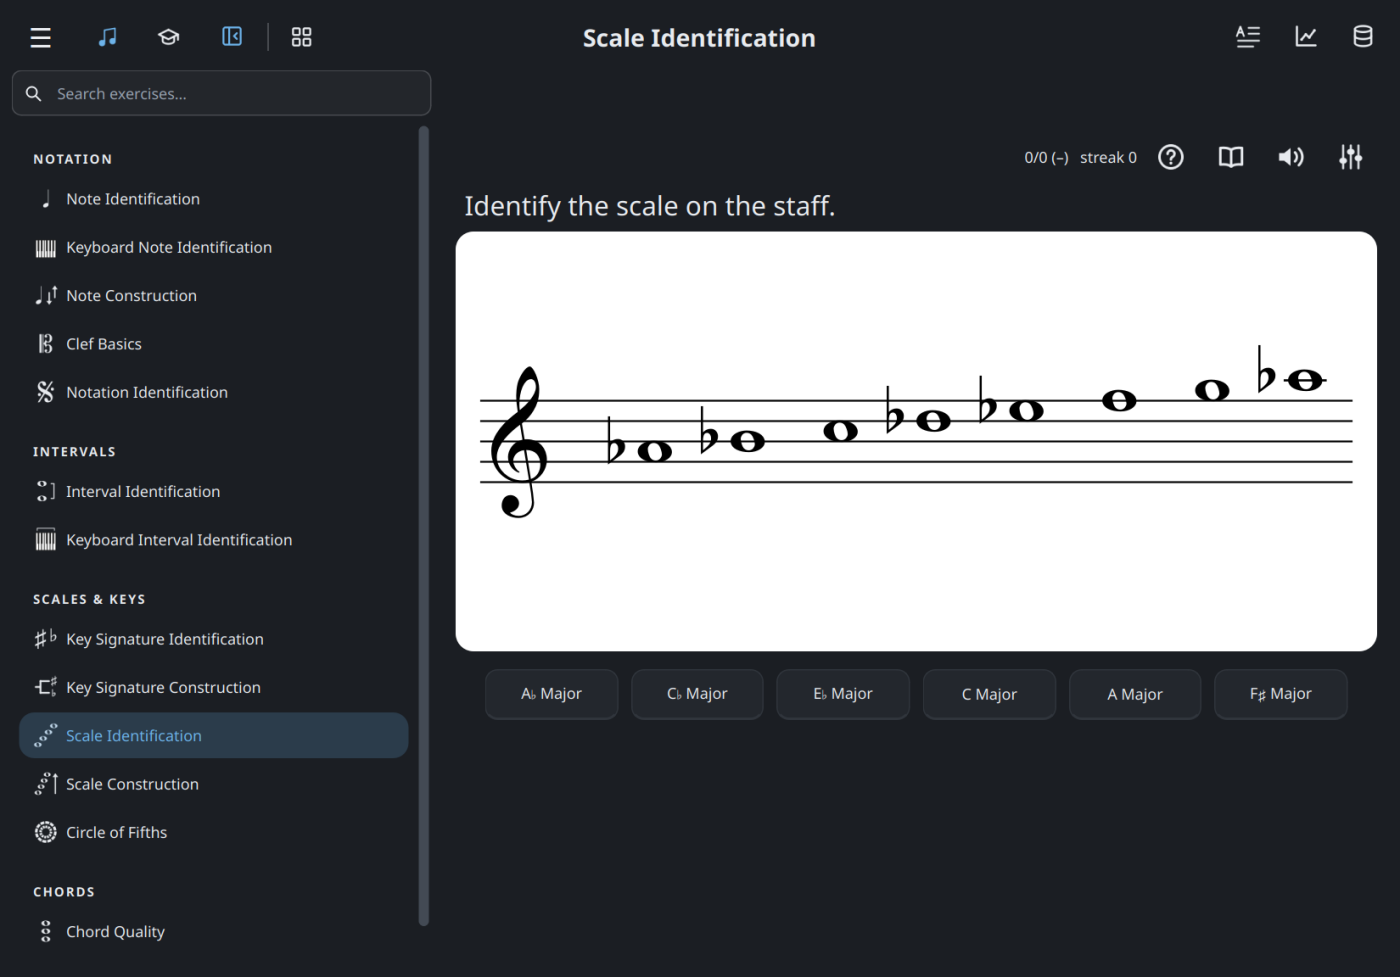 Scale Identification
Search exercises...
NOTATION
Note Identification
Keyboard Note Identification
Note Construction
Clef Basics
Notation Identification
INTERVALS
Interval Identification
Keyboard Interval Identification
SCALES & KEYS
Key Signature Identification
Key Signature Construction
Scale Identification
Scale Construction
Circle of Fifths
CHORDS
Chord Quality
0/0 (–) streak 0
Identify the scale on the staff.
A♭ Major
C♭ Major
E♭ Major
C Major
A Major
F♯ Major